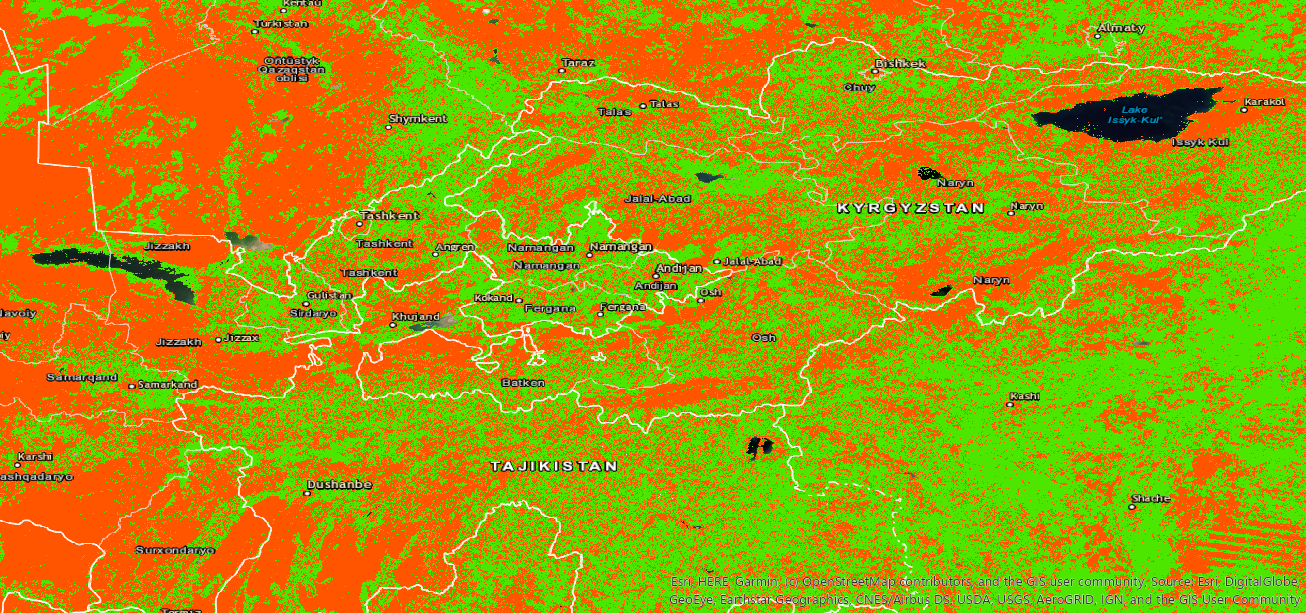 Kentau
Turkistan
Almaty
Ontustyk
Qazaqstan
oblisi
Taraz
Bishkek
Chuy
Talas
Talas
Lake
Issyk-Kul'
Karakol
Shymkent
Issyk Kul
Naryn
Jalal-Abad
KYRGYZSTAN
Naryn
Tashkent
Jizzakh
Tashkent
Angren
Namangan
Namangan
Namangan
Jalal-Abad
Tashkent
Andijan
Andijan
Naryn
Gulistan
Kokand
Osh
Sirdaryo
Fergana
Fergana
Navoiy
Khujand
Jizzakh
Jizzax
Osh
Samarqand
Samarkand
Batken
Kashi
Karshi
TAJIKISTAN
ashqadaryo
Dushanbe
Shache
Surxondaryo
Esri, HERE, Garmin, (c) OpenStreetMap contributors, and the GIS user community, Source: Esri, DigitalGlobe,
GeoEye, Earthstar Geographics, CNES/Airbus DS, USDA, USGS, AeroGRID, IGN, and the GIS User Community